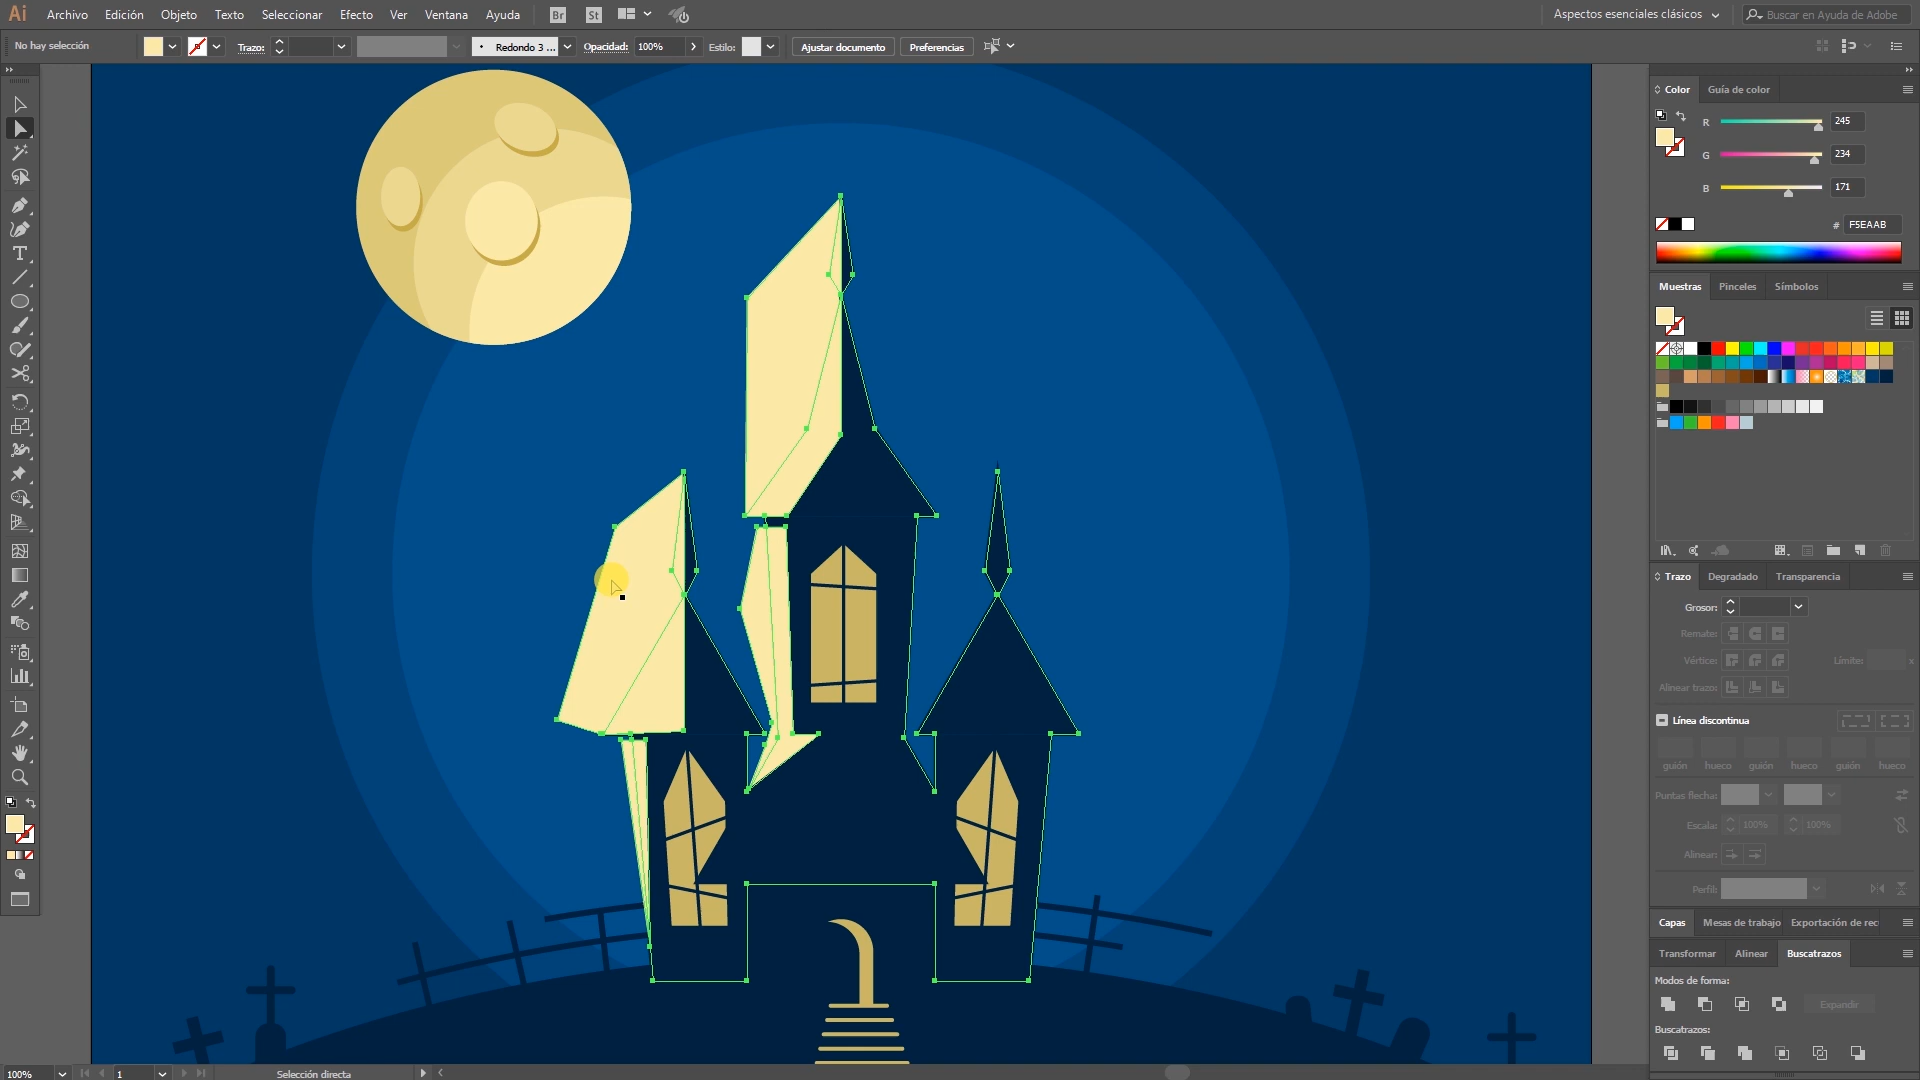 Ai Archivo Edición Objeto Texto Seleccionar Efecto Ver Ventana Ayuda Br St Aspectos esenciales clásicos Buscar en Ayuda de Adobe
No hay selección Trazo: Redondo 3 ... Opacidad: 100% Estilo: Ajustar documento Preferencias
Color Guía de color
R 245
G 234
B 171
# F5EAAB
Muestras Pinceles Símbolos
Trazo Degradado Transparencia
Grosor:
Remate:
Vértice: Límite: x
Alinear trazo:
Línea discontinua
guión hueco guión hueco guión hueco
Puntas flecha:
Escala: 100% 100%
Alinear:
Perfil:
Capas Mesas de trabajo Exportación de rec
Transformar Alinear Buscatrazos
Modos de forma:
Expandir
Buscatrazos:
100% 1 Selección directa